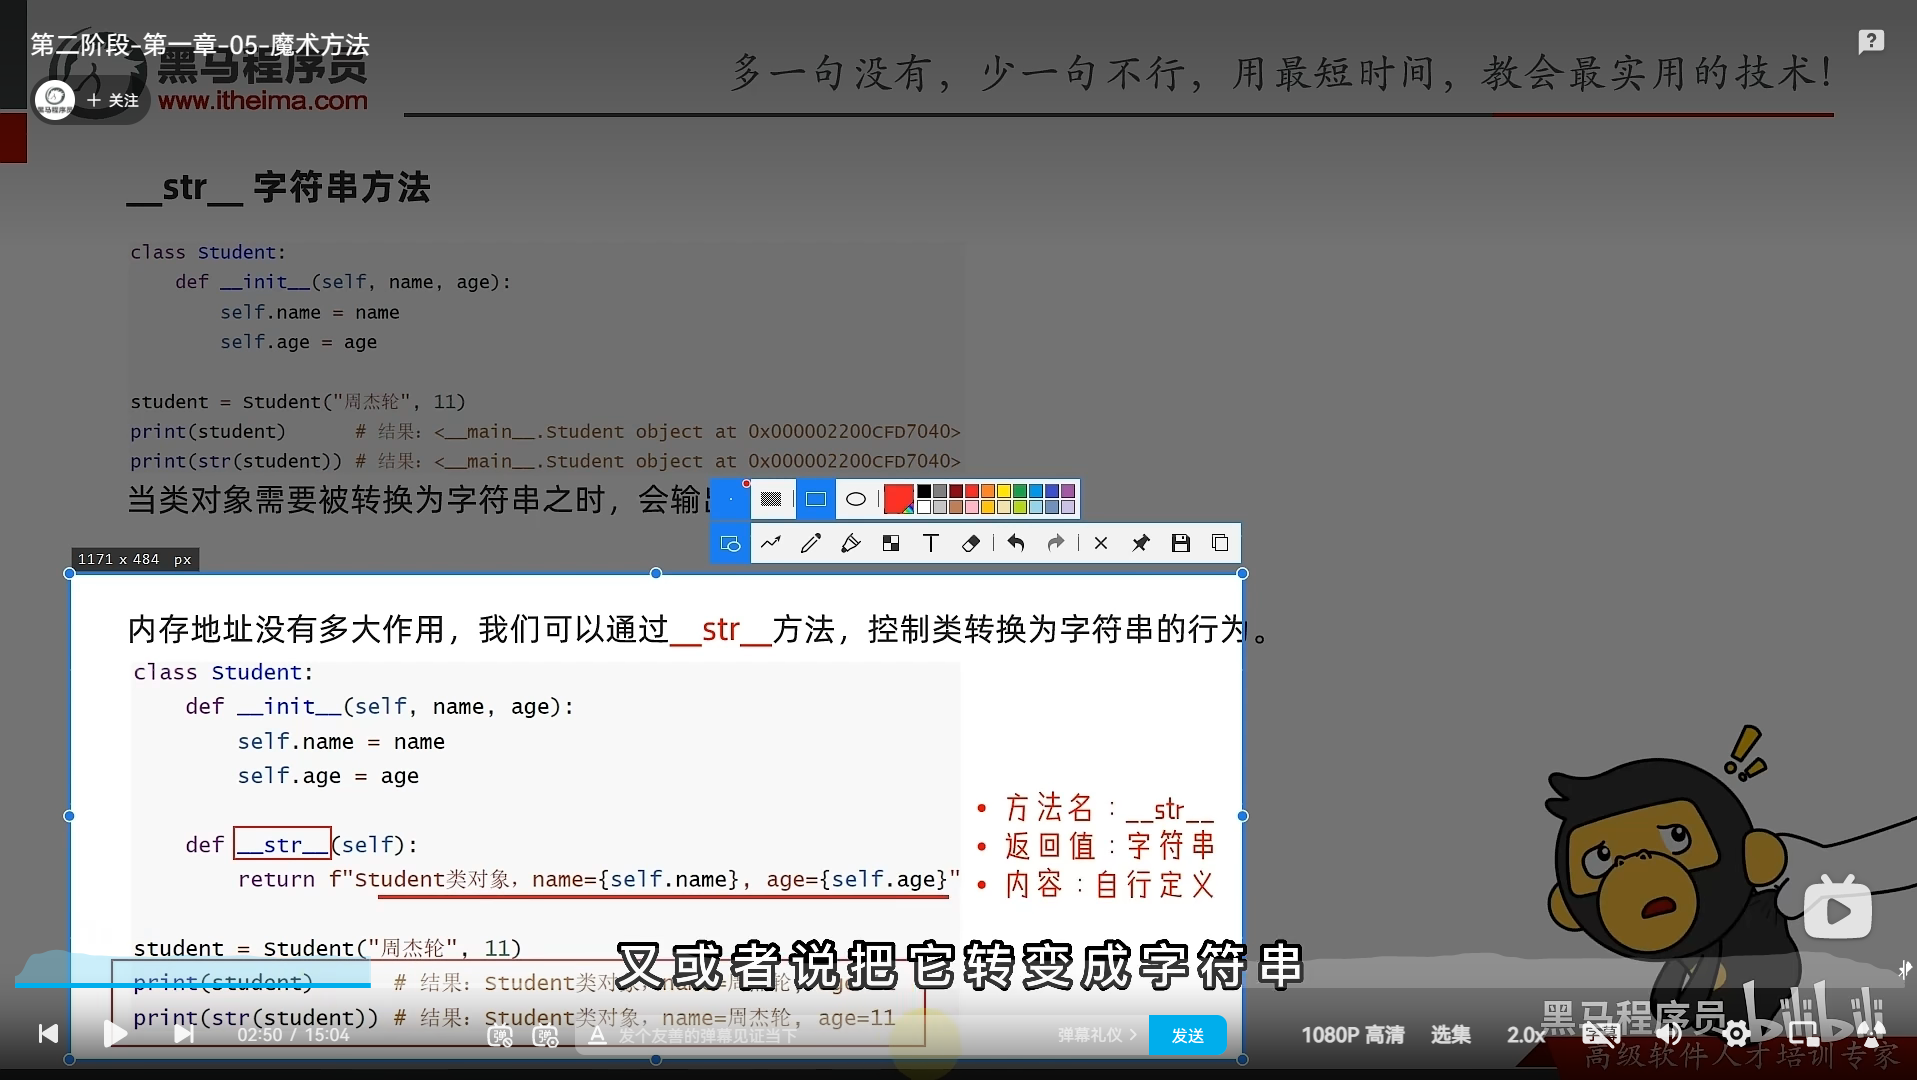 第二阶段-第一章-05-魔术方法
黑马程序员
www.itheima.com
+ 关注
多一句没有，少一句不行，用最短时间，教会最实用的技术！
__str__ 字符串方法
class Student:
    def __init__(self, name, age):
        self.name = name
        self.age = age
student = Student("周杰轮", 11)
print(student)      # 结果：<__main__.Student object at 0x000002200CFD7040>
print(str(student)) # 结果：<__main__.Student object at 0x000002200CFD7040>
当类对象需要被转换为字符串之时，会输出
1171 x 484 px
内存地址没有多大作用，我们可以通过__str__方法，控制类转换为字符串的行为。
class Student:
    def __init__(self, name, age):
        self.name = name
        self.age = age
    def __str__(self):
        return f"Student类对象，name={self.name}, age={self.age}"
• 方法名：__str__
• 返回值：字符串
• 内容：自行定义
student = Student("周杰轮", 11)
又或者说把它转变成字符串
print(student)      # 结果：Student类对象，name=周杰轮,
print(str(student)) # 结果：Student类对象，name=周杰轮, age=11
02:50 / 15:04
弹
弹
发个友善的弹幕见证当下
弹幕礼仪 >
发送
1080P 高清
选集
2.0x
字幕
黑马程序员
bilibili
高级软件人才培训专家